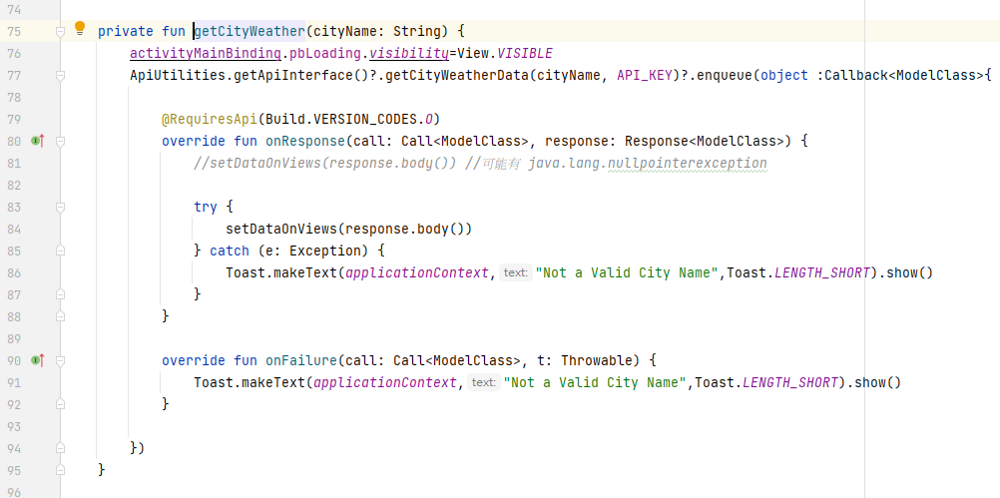 74
75 private fun getCityWeather(cityName: String) {
76 activityMainBinding.pbLoading.visibility=View.VISIBLE
77 ApiUtilities.getApiInterface()?.getCityWeatherData(cityName, API_KEY)?.enqueue(object :Callback<ModelClass>{
78
79 @RequiresApi(Build.VERSION_CODES.O)
80 override fun onResponse(call: Call<ModelClass>, response: Response<ModelClass>) {
81 //setDataOnViews(response.body()) //可能有 java.lang.nullpointerexception
82
83 try {
84 setDataOnViews(response.body())
85 } catch (e: Exception) {
86 Toast.makeText(applicationContext, text: "Not a Valid City Name",Toast.LENGTH_SHORT).show()
87 }
88 }
89
90 override fun onFailure(call: Call<ModelClass>, t: Throwable) {
91 Toast.makeText(applicationContext, text: "Not a Valid City Name",Toast.LENGTH_SHORT).show()
92 }
93
94 })
95 }
96